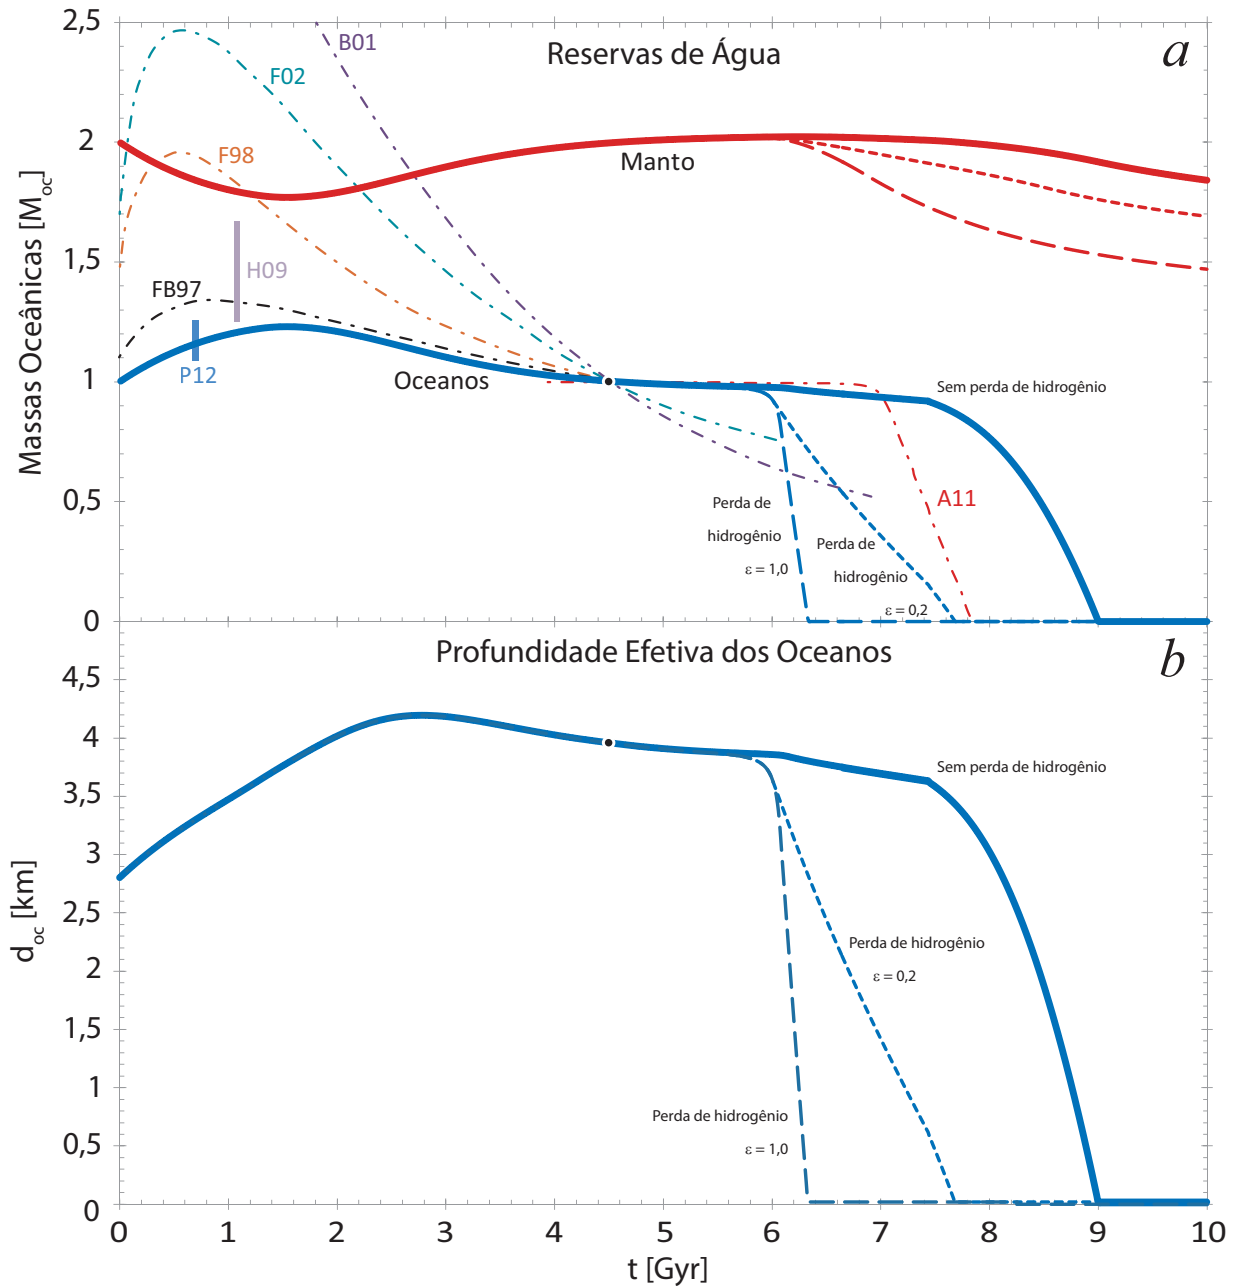 Reservas de Água
a
Massas Oceânicas [M_oc]
2,5
2
1,5
1
0,5
0
B01
F02
F98
H09
FB97
P12
Manto
Oceanos
Sem perda de hidrogênio
A11
Perda de
hidrogênio
ε = 1,0
Perda de
hidrogênio
ε = 0,2
Profundidade Efetiva dos Oceanos
b
d_oc [km]
4,5
4
3,5
3
2,5
2
1,5
1
0,5
0
Sem perda de hidrogênio
Perda de hidrogênio
ε = 0,2
Perda de hidrogênio
ε = 1,0
0 1 2 3 4 5 6 7 8 9 10
t [Gyr]